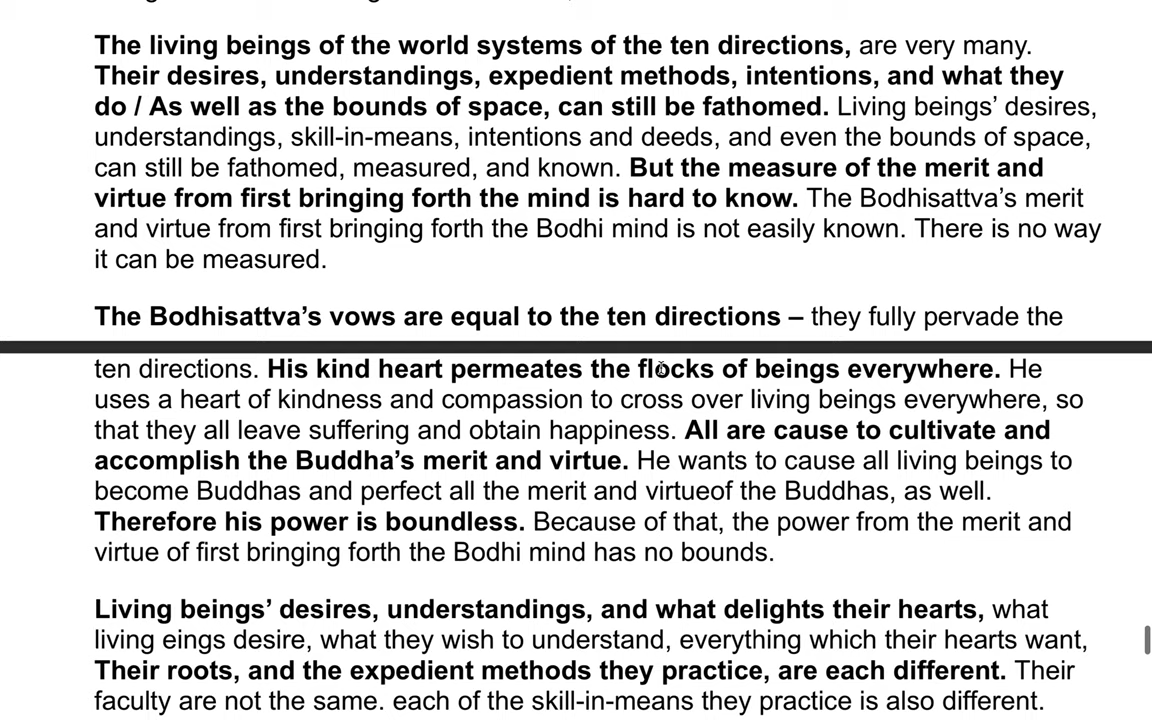 The living beings of the world systems of the ten directions, are very many.
Their desires, understandings, expedient methods, intentions, and what they
do / As well as the bounds of space, can still be fathomed. Living beings’ desires,
understandings, skill-in-means, intentions and deeds, and even the bounds of space,
can still be fathomed, measured, and known. But the measure of the merit and
virtue from first bringing forth the mind is hard to know. The Bodhisattva’s merit
and virtue from first bringing forth the Bodhi mind is not easily known. There is no way
it can be measured.
The Bodhisattva’s vows are equal to the ten directions – they fully pervade the
ten directions. His kind heart permeates the flocks of beings everywhere. He
uses a heart of kindness and compassion to cross over living beings everywhere, so
that they all leave suffering and obtain happiness. All are cause to cultivate and
accomplish the Buddha’s merit and virtue. He wants to cause all living beings to
become Buddhas and perfect all the merit and virtueof the Buddhas, as well.
Therefore his power is boundless. Because of that, the power from the merit and
virtue of first bringing forth the Bodhi mind has no bounds.
Living beings’ desires, understandings, and what delights their hearts, what
living eings desire, what they wish to understand, everything which their hearts want,
Their roots, and the expedient methods they practice, are each different. Their
faculty are not the same. each of the skill-in-means they practice is also different.